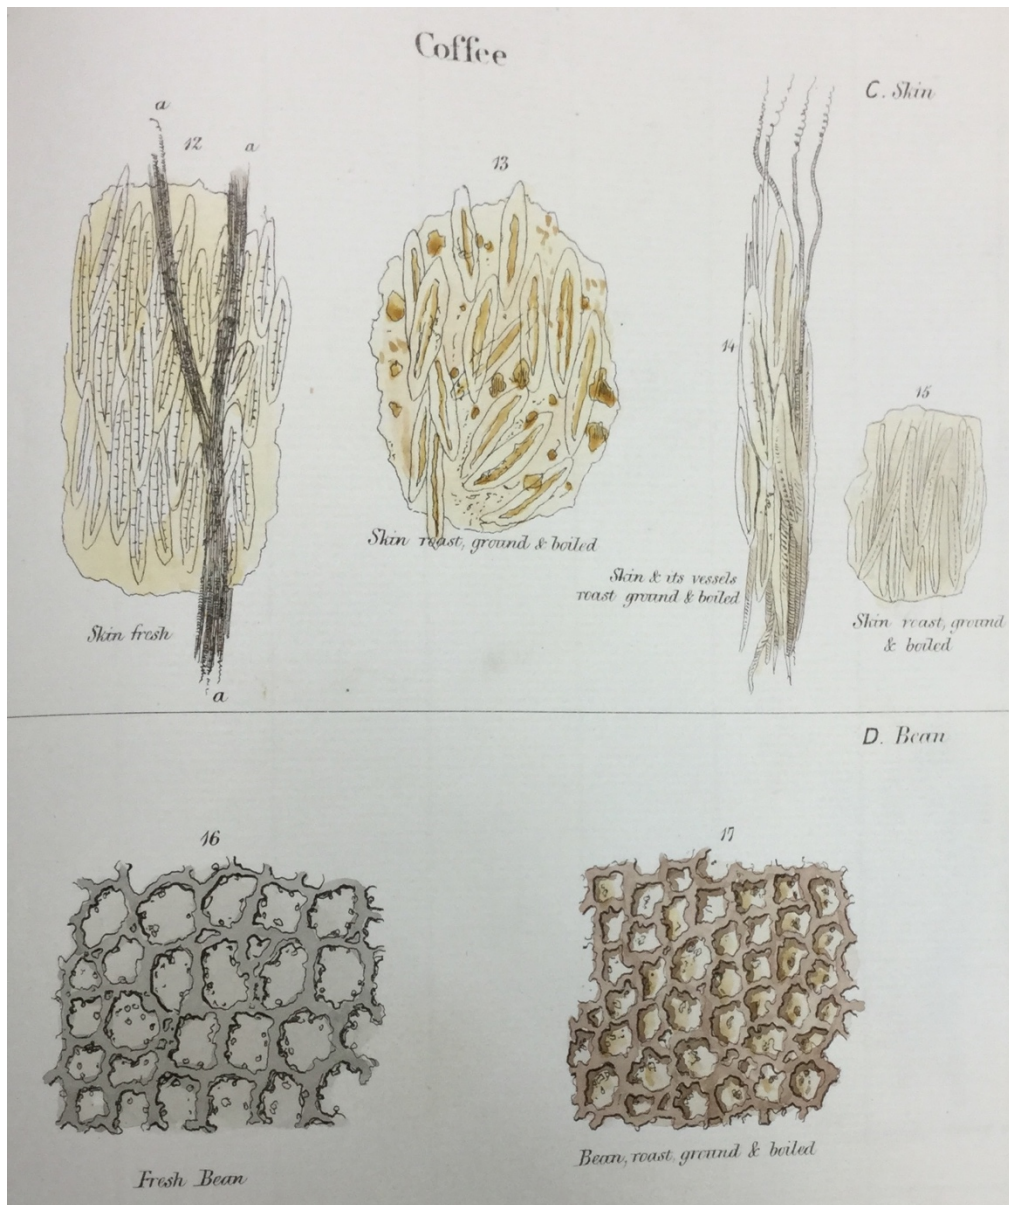 Coffee
C. Skin
a
12
a
13
14
15
Skin roast, ground & boiled
Skin & its vessels
roast ground & boiled
Skin roast, ground
& boiled
Skin fresh
a
D. Bean
16
17
Bean, roast, ground & boiled
Fresh Bean